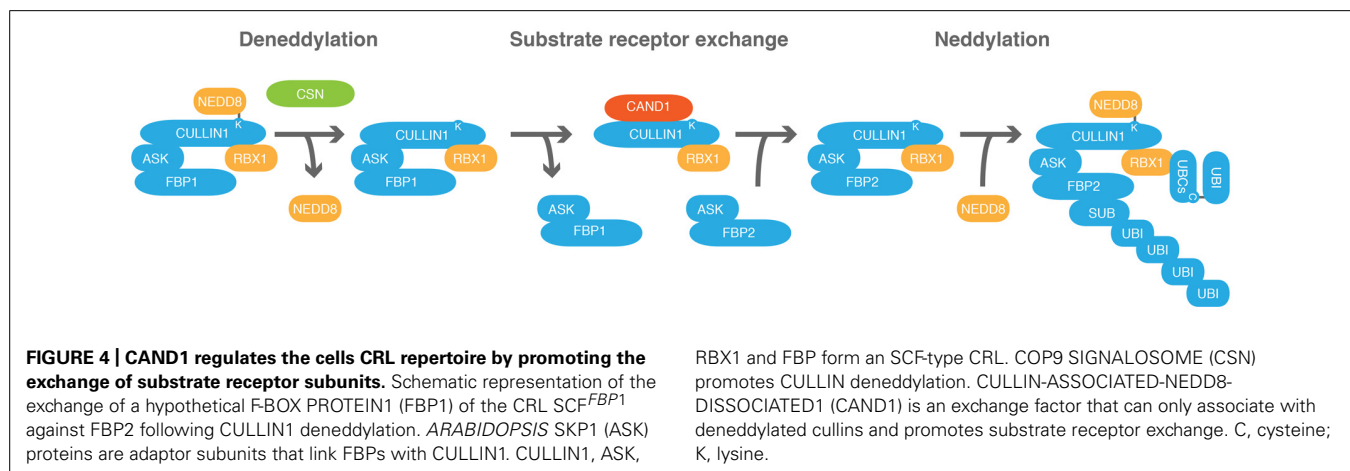 Deneddylation
Substrate receptor exchange
Neddylation
NEDD8
CSN
CULLIN1
K
ASK
RBX1
FBP1
NEDD8
CULLIN1
K
ASK
RBX1
FBP1
ASK
FBP1
CAND1
CULLIN1
K
RBX1
ASK
FBP2
CULLIN1
K
ASK
RBX1
FBP2
NEDD8
NEDD8
CULLIN1
K
ASK
RBX1
FBP2
UBCs
C
UBI
SUB
UBI
UBI
UBI
UBI
FIGURE 4 | CAND1 regulates the cells CRL repertoire by promoting the
exchange of substrate receptor subunits. Schematic representation of the
exchange of a hypothetical F-BOX PROTEIN1 (FBP1) of the CRL SCFFBP1
against FBP2 following CULLIN1 deneddylation. ARABIDOPSIS SKP1 (ASK)
proteins are adaptor subunits that link FBPs with CULLIN1. CULLIN1, ASK,
RBX1 and FBP form an SCF-type CRL. COP9 SIGNALOSOME (CSN)
promotes CULLIN deneddylation. CULLIN-ASSOCIATED-NEDD8-
DISSOCIATED1 (CAND1) is an exchange factor that can only associate with
deneddylated cullins and promotes substrate receptor exchange. C, cysteine;
K, lysine.